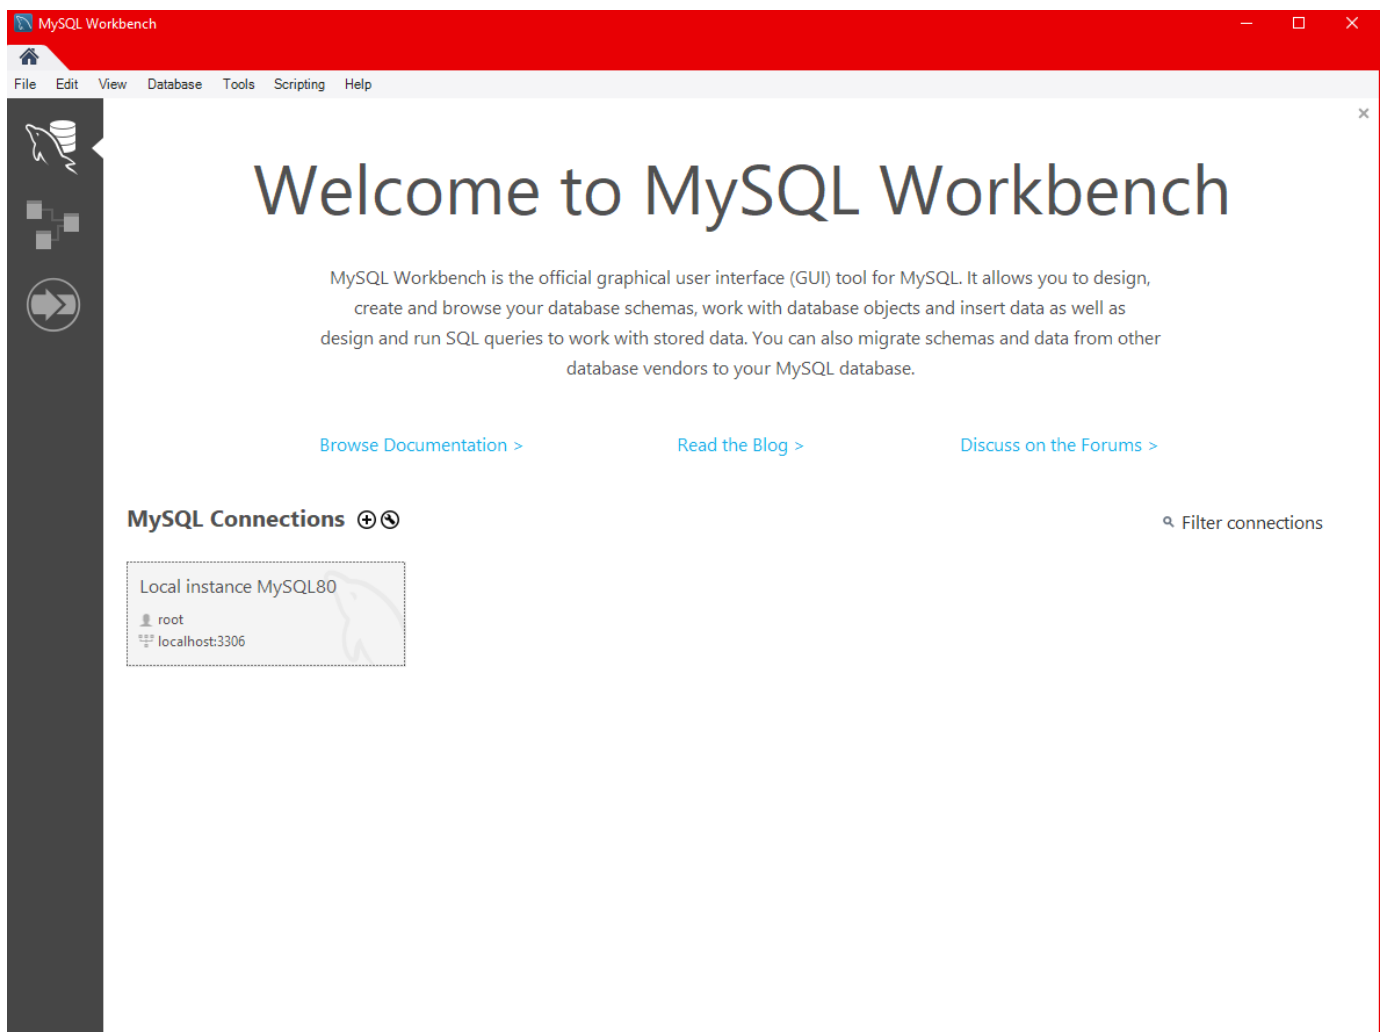 MySQL Workbench
File Edit View Database Tools Scripting Help
Welcome to MySQL Workbench
MySQL Workbench is the official graphical user interface (GUI) tool for MySQL. It allows you to design,
create and browse your database schemas, work with database objects and insert data as well as
design and run SQL queries to work with stored data. You can also migrate schemas and data from other
database vendors to your MySQL database.
Browse Documentation > Read the Blog > Discuss on the Forums >
MySQL Connections Filter connections
Local instance MySQL80
root
localhost:3306